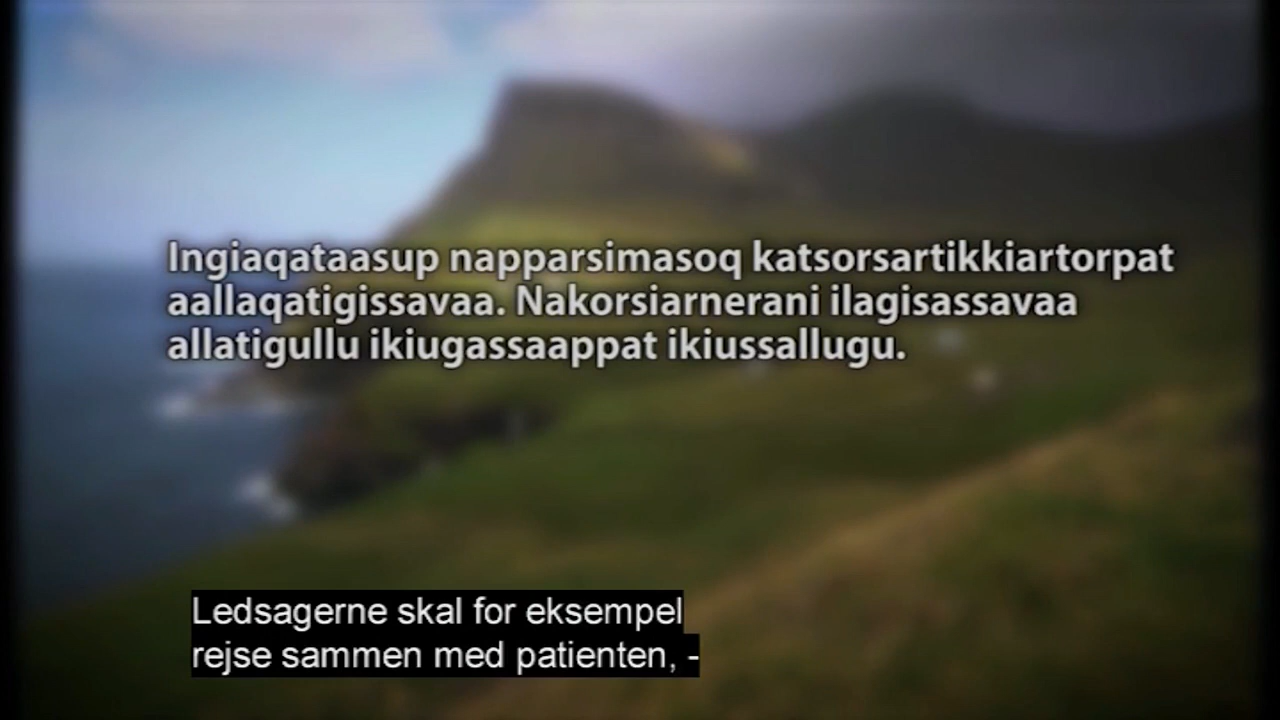 Ingiaqataasup napparsimasoq katsorsartikkiartorpat
aallaqatigissavaa. Nakorsiarnerani ilagisassavaa
allatigullu ikiugassaappat ikiussallugu.
Ledsagerne skal for eksempel
rejse sammen med patienten, -